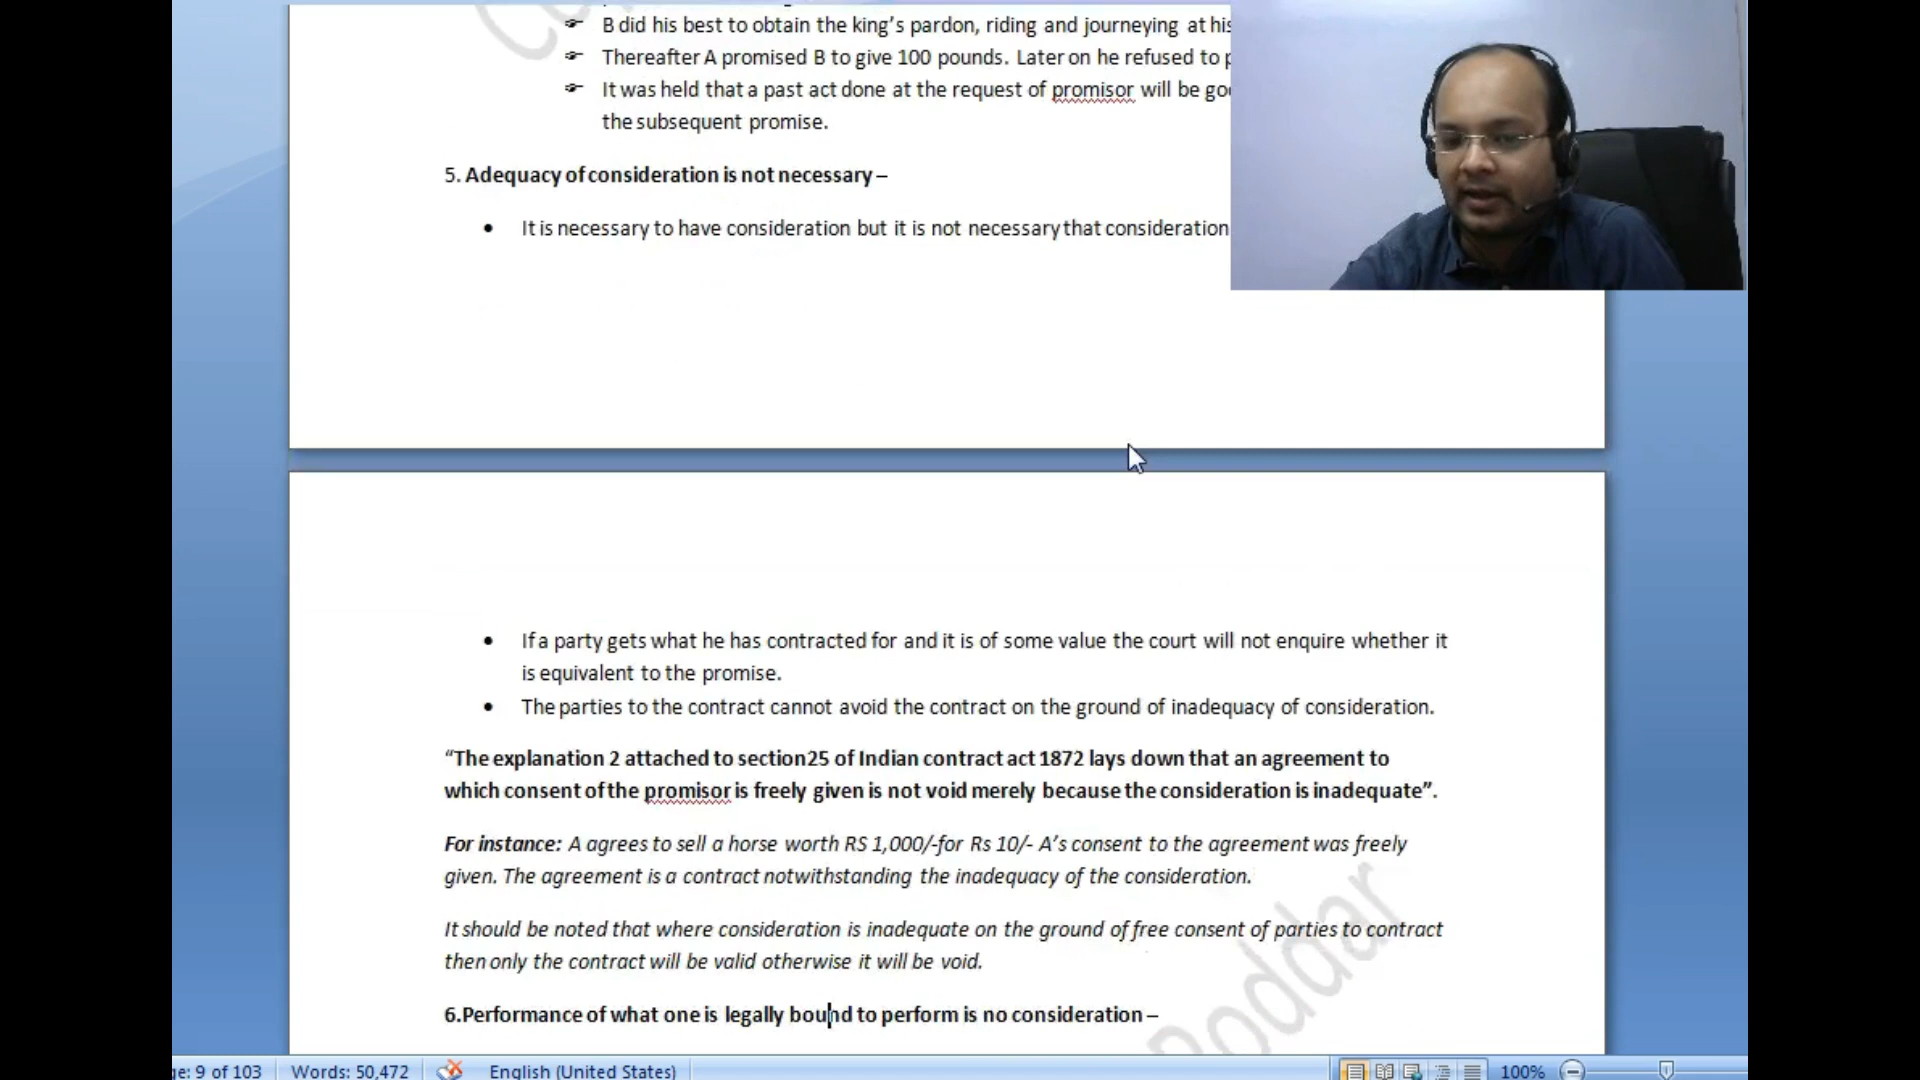 B did his best to obtain the king's pardon, riding and journeying at his
Thereafter A promised B to give 100 pounds. Later on he refused to
It was held that a past act done at the request of promisor will be
the subsequent promise.
5. Adequacy of consideration is not necessary –
It is necessary to have consideration but it is not necessary that consideration
If a party gets what he has contracted for and it is of some value the court will not enquire whether it
is equivalent to the promise.
The parties to the contract cannot avoid the contract on the ground of inadequacy of consideration.
“The explanation 2 attached to section25 of Indian contract act 1872 lays down that an agreement to
which consent of the promisor is freely given is not void merely because the consideration is inadequate”.
For instance: A agrees to sell a horse worth RS 1,000/-for Rs 10/- A’s consent to the agreement was freely
given. The agreement is a contract notwithstanding the inadequacy of the consideration.
It should be noted that where consideration is inadequate on the ground of free consent of parties to contract
then only the contract will be valid otherwise it will be void.
Poddar
6.Performance of what one is legally bound to perform is no consideration –
ge: 9 of 103 Words: 50,472 English (United States) 100%